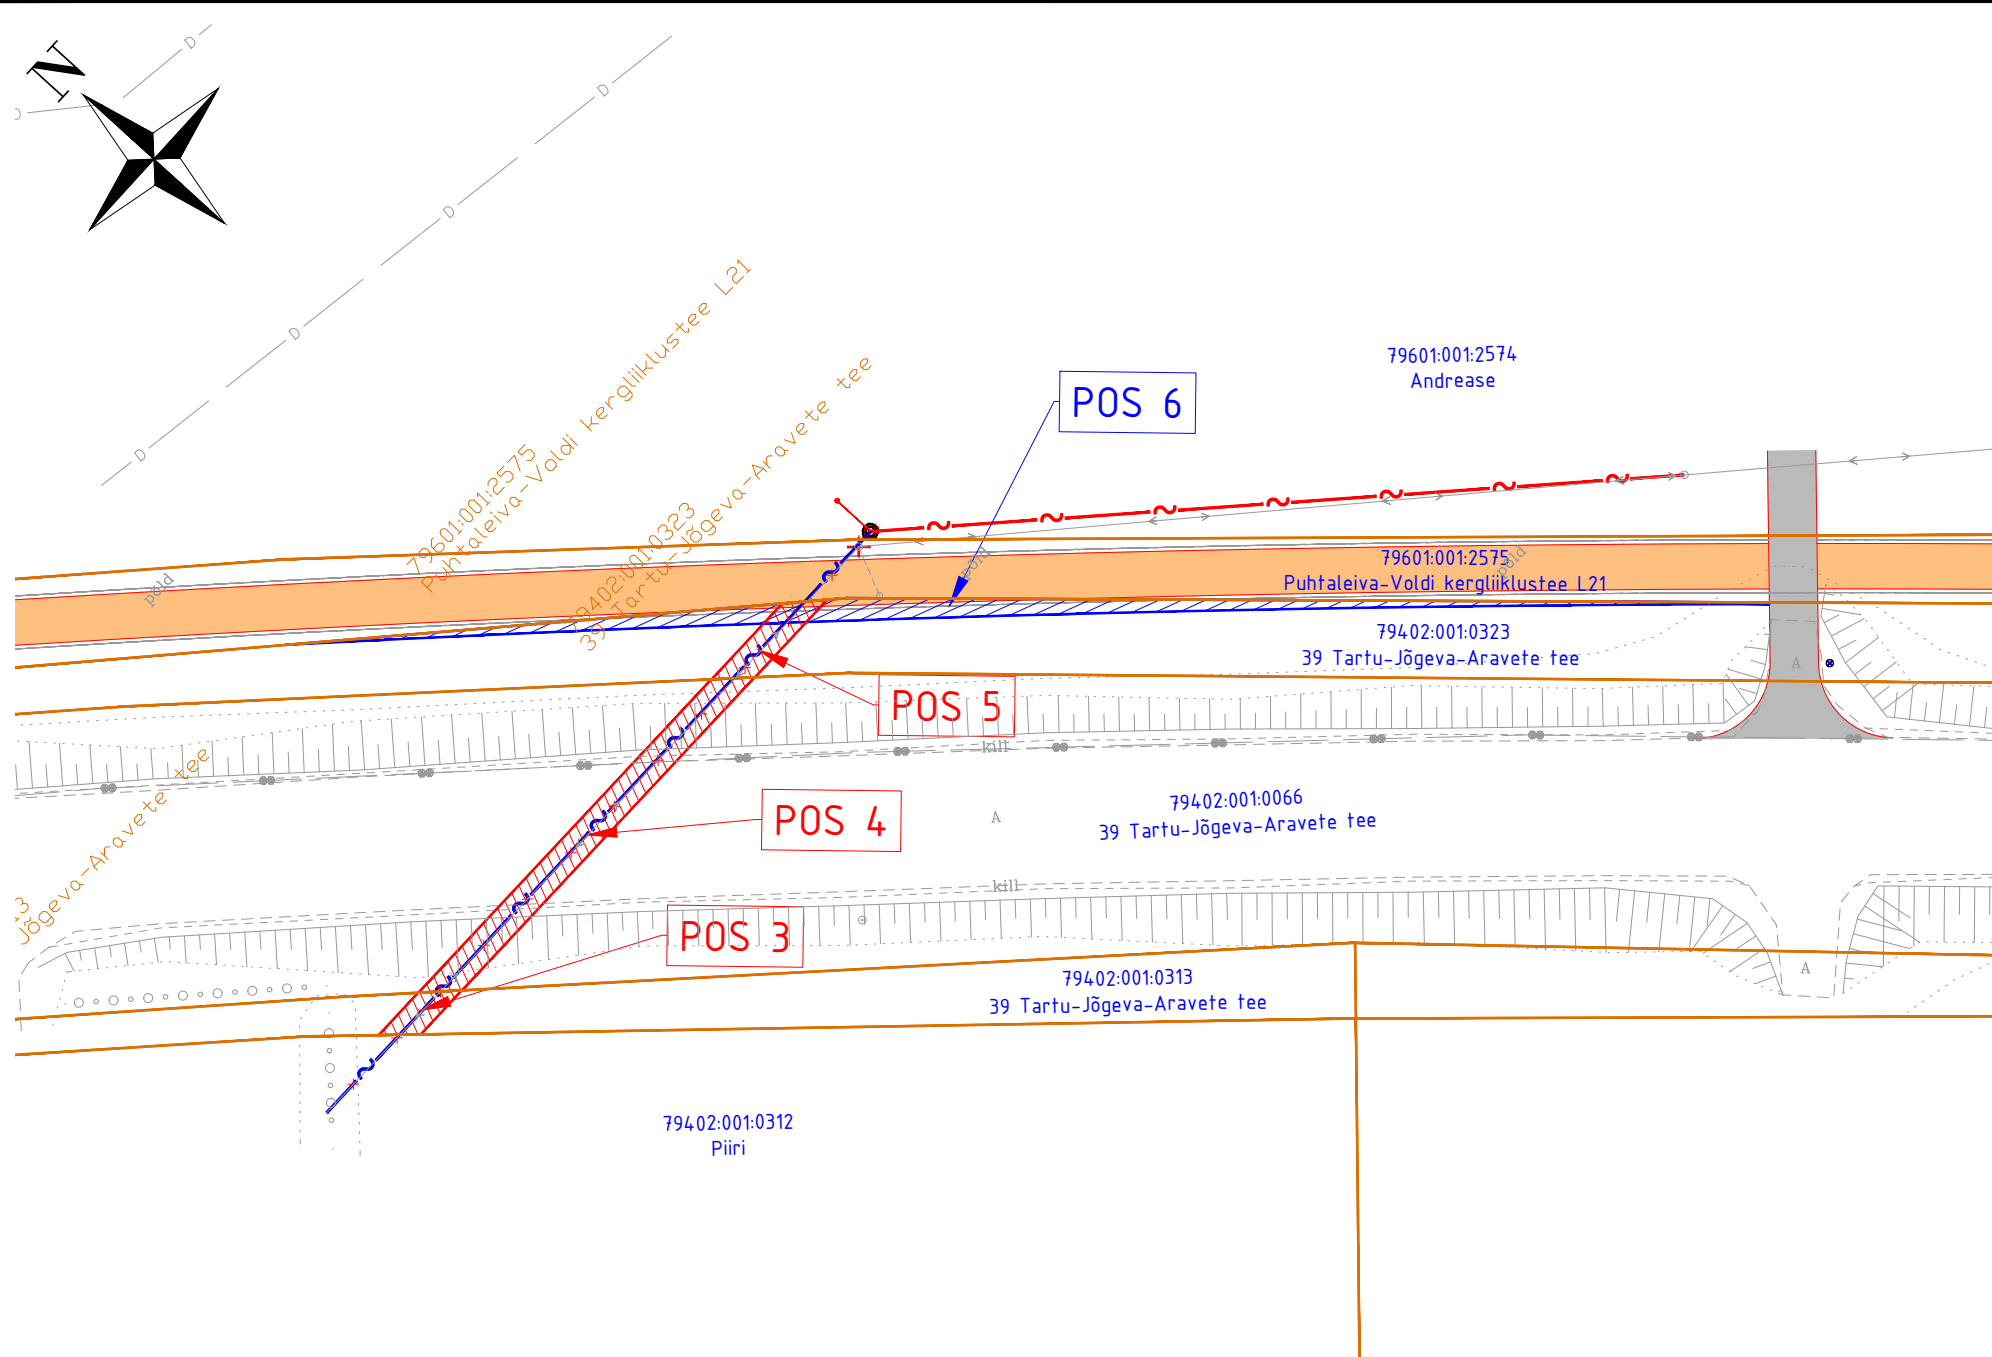 N
D
D
D
D
D
D
D
79601:001:2575
Puhtaleiva-Voldi kergliiklustee L21
79402:001:0323
39 Tartu-Jõgeva-Aravete tee
79601:001:2574
Andrease
POS 6
põld
põld
põld
79601:001:2575
Puhtaleiva-Voldi kergliiklustee L21
79402:001:0323
39 Tartu-Jõgeva-Aravete tee
A
POS 5
kill
POS 4
A
79402:001:0066
39 Tartu-Jõgeva-Aravete tee
13
Jõgeva-Aravete tee
kill
POS 3
A
79402:001:0313
39 Tartu-Jõgeva-Aravete tee
79402:001:0312
Piiri